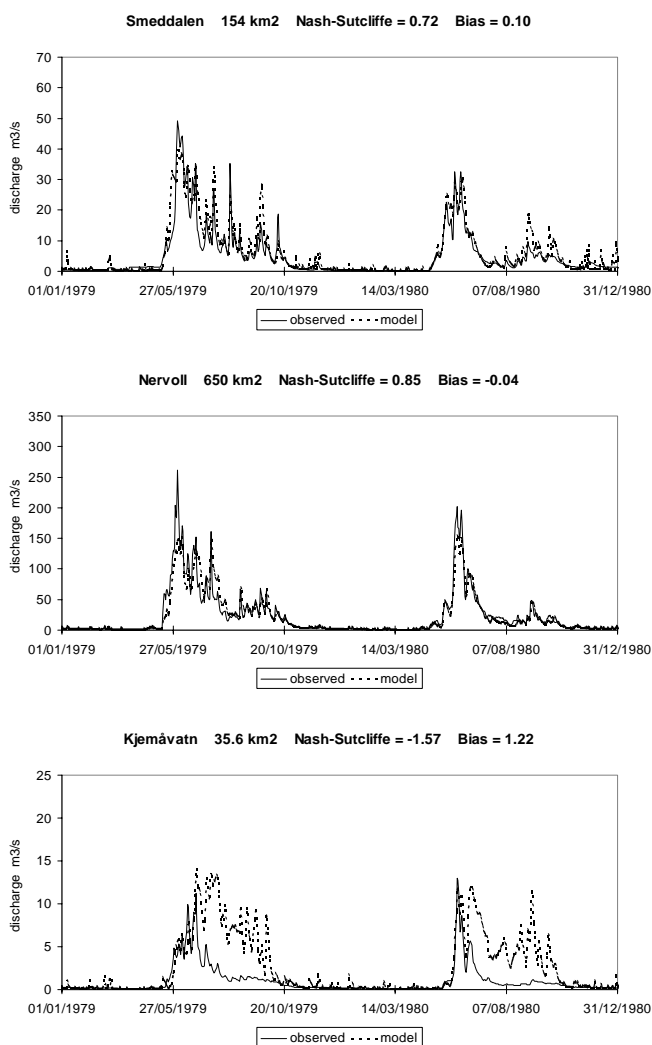 Smeddalen 154 km2 Nash-Sutcliffe = 0.72 Bias = 0.10
70
60
50
40
30
20
10
0
discharge m3/s
01/01/1979 27/05/1979 20/10/1979 14/03/1980 07/08/1980 31/12/1980
observed model
Nervoll 650 km2 Nash-Sutcliffe = 0.85 Bias = -0.04
350
300
250
200
150
100
50
0
discharge m3/s
01/01/1979 27/05/1979 20/10/1979 14/03/1980 07/08/1980 31/12/1980
observed model
Kjemåvatn 35.6 km2 Nash-Sutcliffe = -1.57 Bias = 1.22
25
20
15
10
5
0
discharge m3/s
01/01/1979 27/05/1979 20/10/1979 14/03/1980 07/08/1980 31/12/1980
observed model